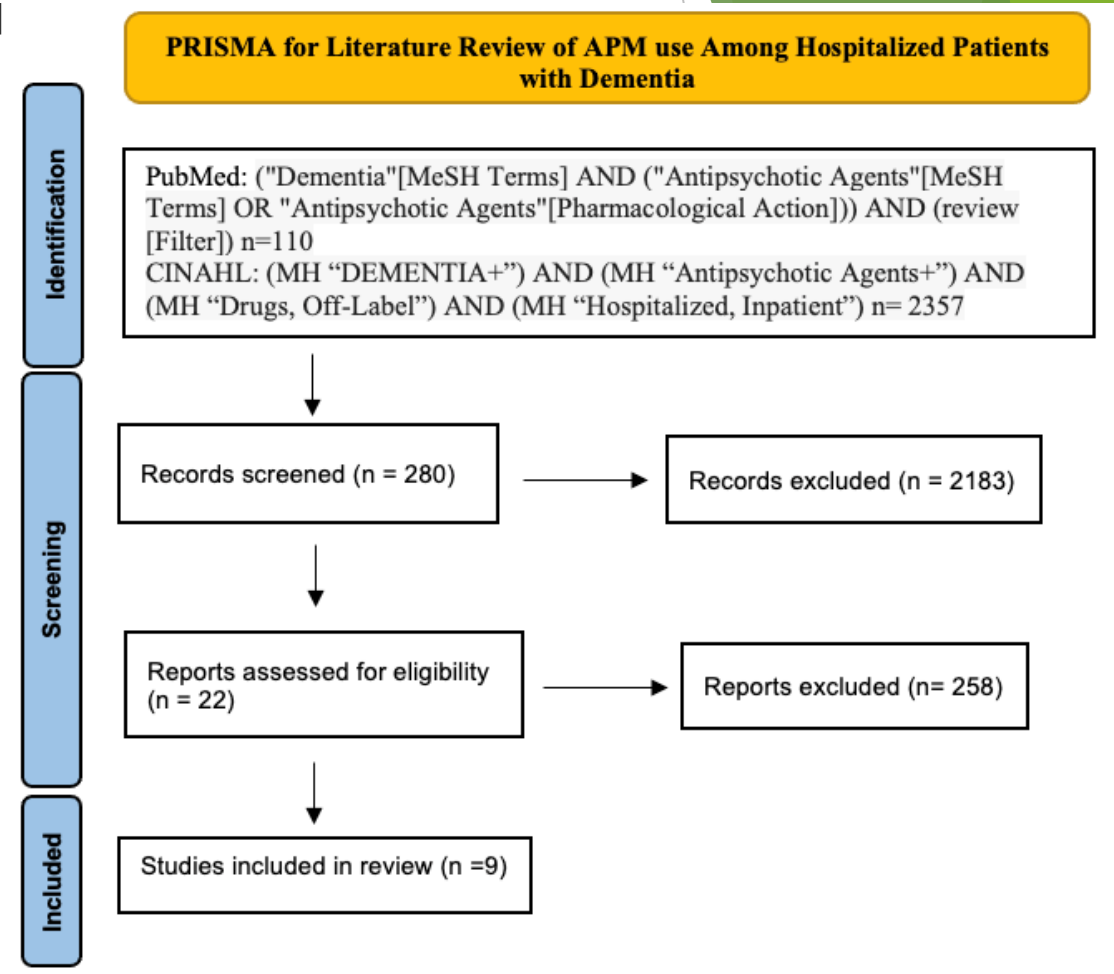 PRISMA for Literature Review of APM use Among Hospitalized Patients
with Dementia
Identification
PubMed: ("Dementia"[MeSH Terms] AND ("Antipsychotic Agents"[MeSH
Terms] OR "Antipsychotic Agents"[Pharmacological Action])) AND (review
[Filter]) n=110
CINAHL: (MH “DEMENTIA+”) AND (MH “Antipsychotic Agents+”) AND
(MH “Drugs, Off-Label”) AND (MH “Hospitalized, Inpatient”) n= 2357
Screening
Records screened (n = 280)
Records excluded (n = 2183)
Reports assessed for eligibility
(n = 22)
Reports excluded (n= 258)
Included
Studies included in review (n =9)